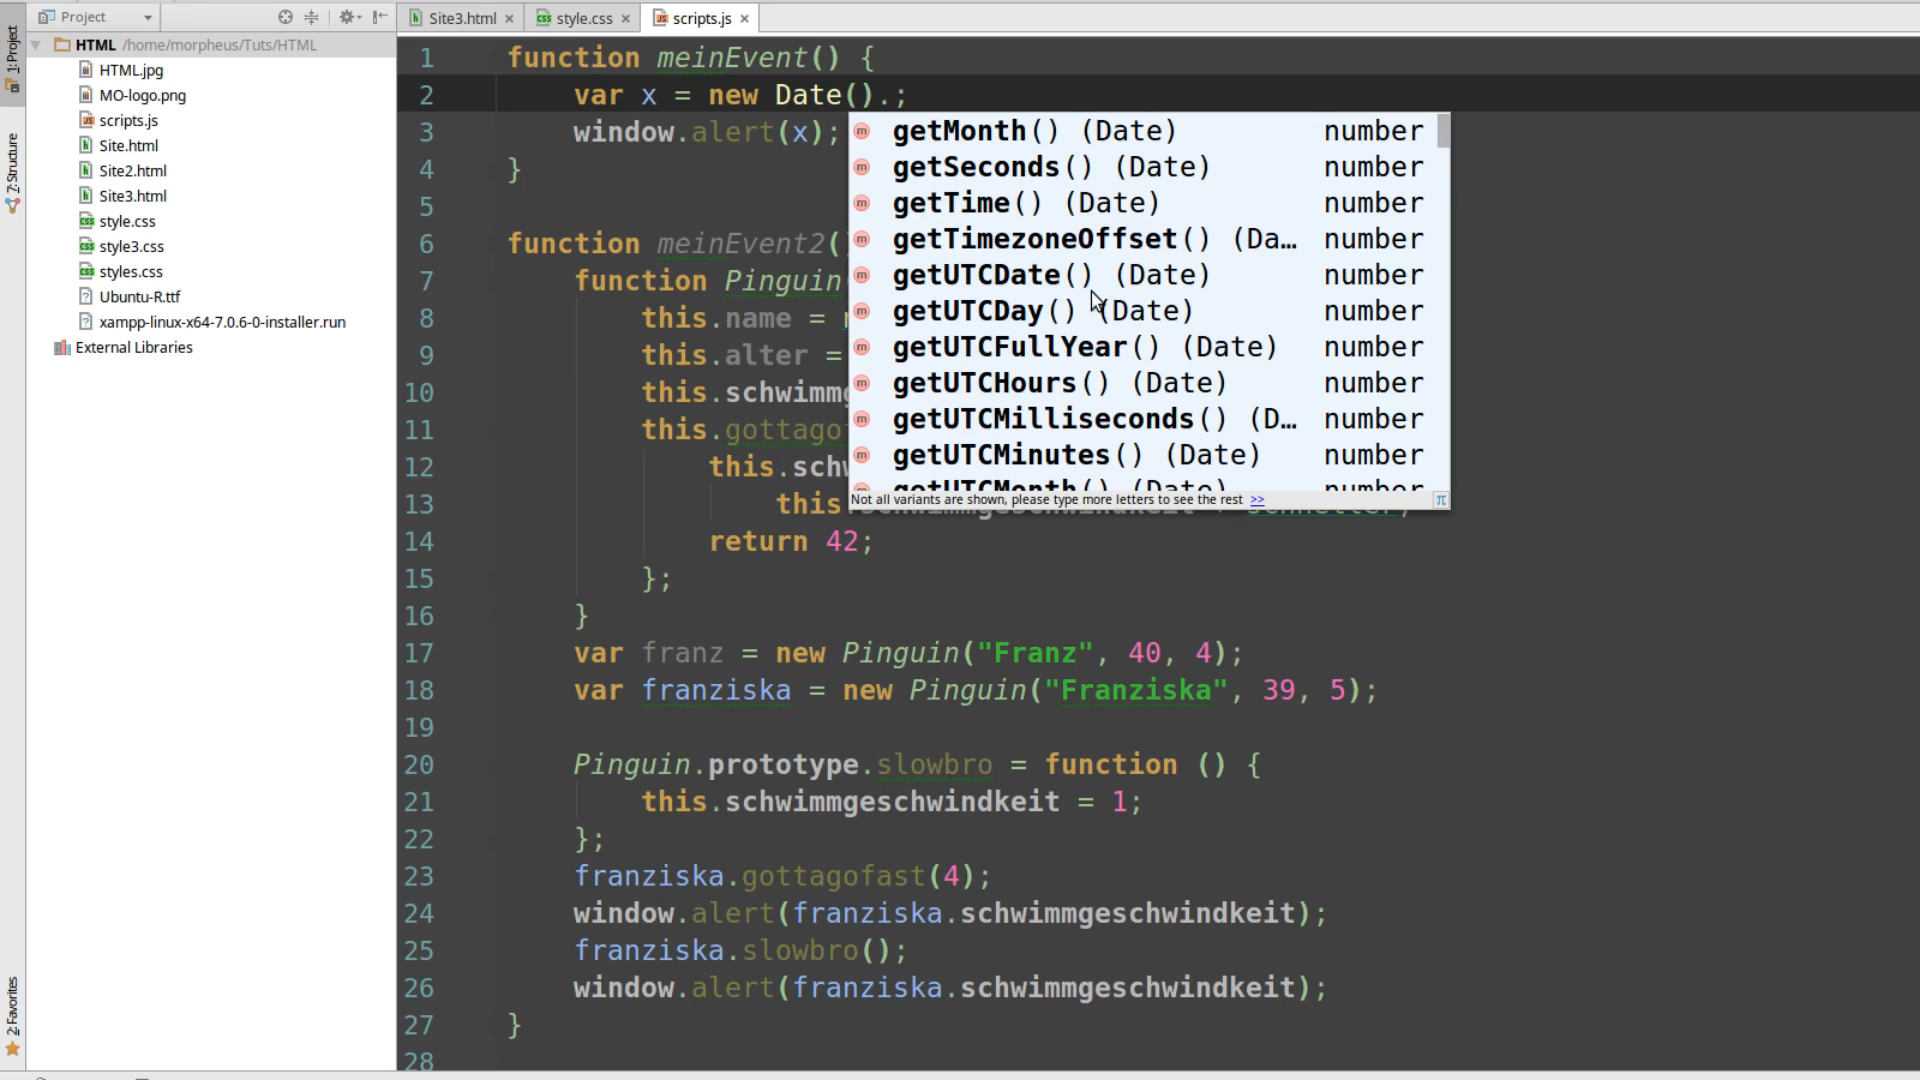 Project
Site3.html
style.css
scripts.js
1: Project
7: Structure
2: Favorites
HTML /home/morpheus/Tuts/HTML
HTML.jpg
MO-logo.png
scripts.js
Site.html
Site2.html
Site3.html
style.css
style3.css
styles.css
Ubuntu-R.ttf
xampp-linux-x64-7.0.6-0-installer.run
External Libraries
1 function meinEvent() {
2 var x = new Date().;
3 window.alert(x);
4 }
5
6 function meinEvent2(
7 function Pinguin
8 this.name =
9 this.alter =
10 this.schwimmg
11 this.gottagof
12 this.schw
13 this.schwimmgeschwindkeit + schneller;
14 return 42;
15 };
16 }
17 var franz = new Pinguin("Franz", 40, 4);
18 var franziska = new Pinguin("Franziska", 39, 5);
19
20 Pinguin.prototype.slowbro = function () {
21 this.schwimmgeschwindkeit = 1;
22 };
23 franziska.gottagofast(4);
24 window.alert(franziska.schwimmgeschwindkeit);
25 franziska.slowbro();
26 window.alert(franziska.schwimmgeschwindkeit);
27 }
28
getMonth() (Date) number
getSeconds() (Date) number
getTime() (Date) number
getTimezoneOffset() (Da… number
getUTCDate() (Date) number
getUTCDay() (Date) number
getUTCFullYear() (Date) number
getUTCHours() (Date) number
getUTCMilliseconds() (D… number
getUTCMinutes() (Date) number
getUTCMonth() (Date) number
Not all variants are shown, please type more letters to see the rest >>
π